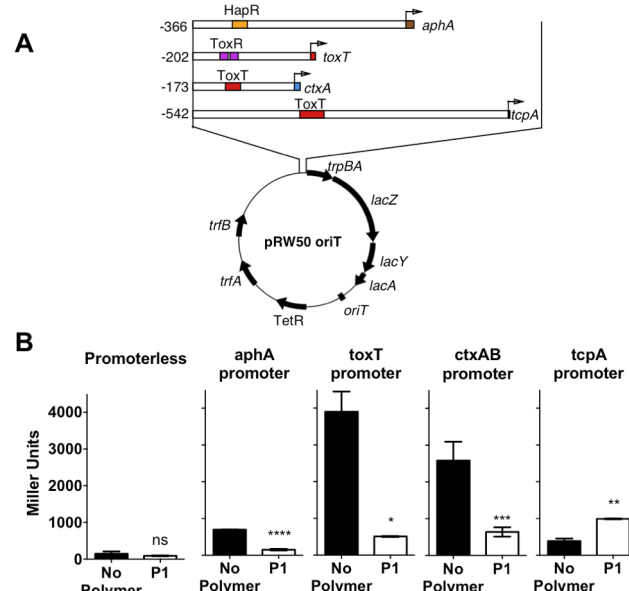 A
HapR
-366
aphA
ToxR
-202
toxT
ToxT
-173
ctxA
ToxT
-542
tcpA
trpBA
lacZ
trfB
pRW50 oriT
lacY
trfA
lacA
TetR
oriT
B
Promoterless
aphA
promoter
toxT
promoter
ctxAB
promoter
tcpA
promoter
Miller Units
4000
3000
2000
1000
0
ns
****
*
***
**
No
Polymer
P1
No
Polymer
P1
No
Polymer
P1
No
Polymer
P1
No
Polymer
P1